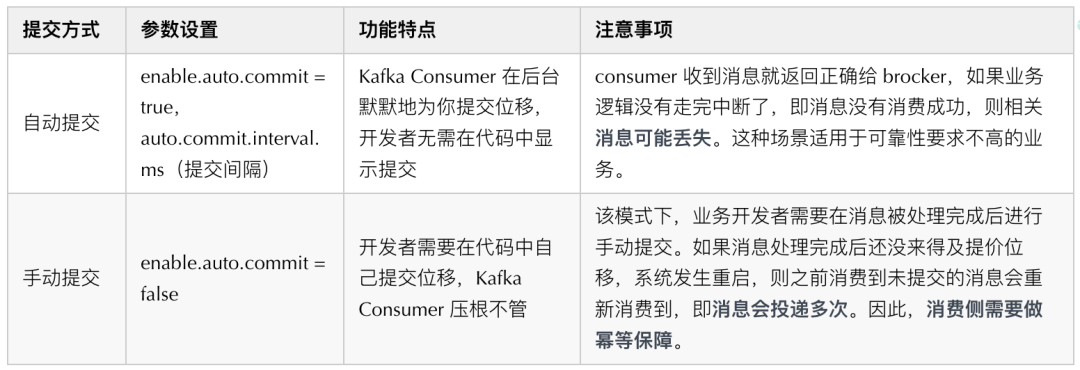 提交方式 参数设置 功能特点 注意事项
自动提交
enable.auto.commit =
true,
auto.commit.interval.
ms（提交间隔）
Kafka Consumer 在后台
默默地为你提交位移，
开发者无需在代码中显
示提交
consumer 收到消息就返回正确给 brocker，如果业务
逻辑没有走完中断了，即消息没有消费成功，则相关
消息可能丢失。这种场景适用于可靠性要求不高的业
务。
手动提交
enable.auto.commit =
false
开发者需要在代码中自
己提交位移，Kafka
Consumer 压根不管
该模式下，业务开发者需要在消息被处理完成后进行
手动提交。如果消息处理完成后还没来得及提价位
移，系统发生重启，则之前消费到未提交的消息会重
新消费到，即消息会投递多次。因此，消费侧需要做
幂等保障。